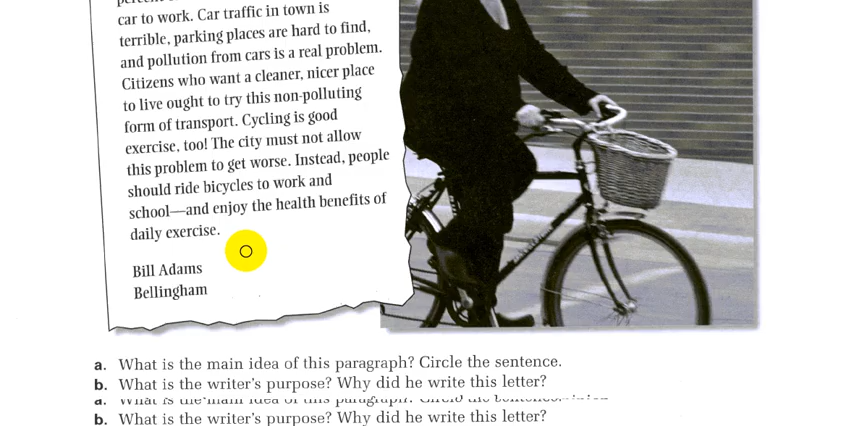 car to work. Car traffic in town is
terrible, parking places are hard to find,
and pollution from cars is a real problem.
Citizens who want a cleaner, nicer place
to live ought to try this non-polluting
form of transport. Cycling is good
exercise, too! The city must not allow
this problem to get worse. Instead, people
should ride bicycles to work and
school—and enjoy the health benefits of
daily exercise.
Bill Adams
Bellingham
a. What is the main idea of this paragraph? Circle the sentence.
b. What is the writer's purpose? Why did he write this letter?
a. What is the main idea of this paragraph? Circle the
b. What is the writer's purpose? Why did he write this letter?